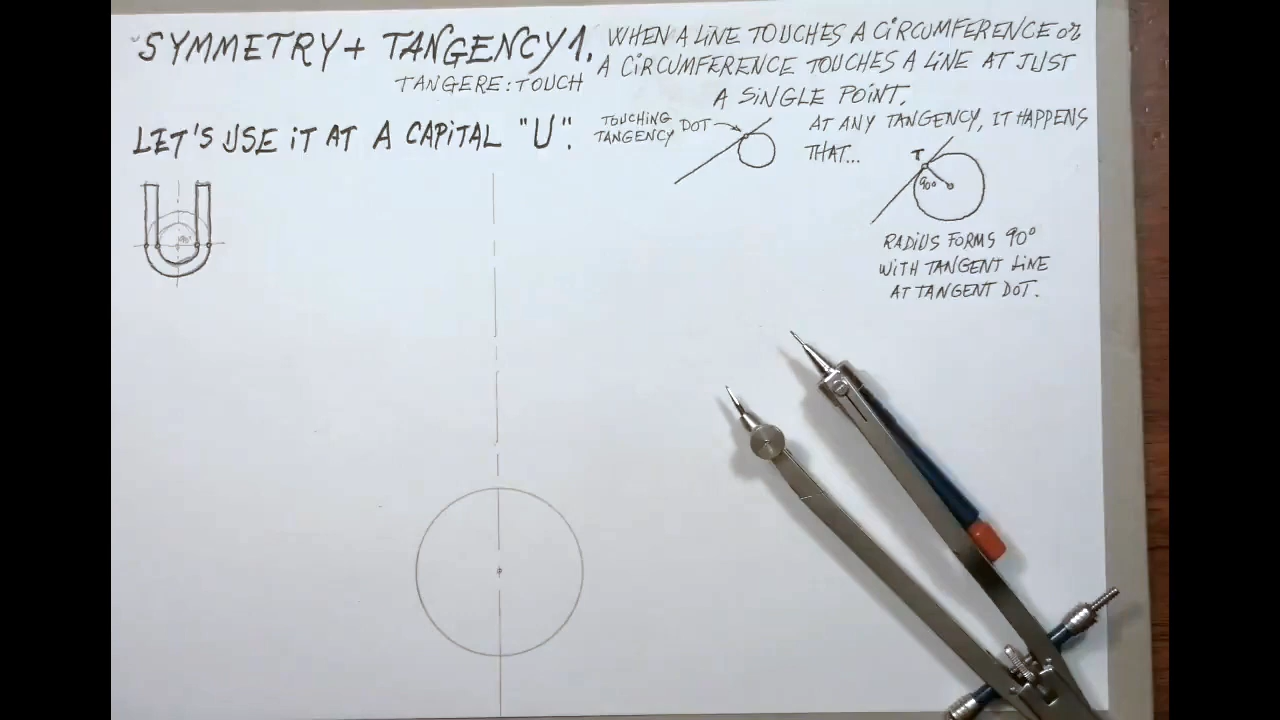 SYMMETRY + TANGENCY 1.
TANGERE: TOUCH
WHEN A LINE TOUCHES A CIRCUMFERENCE or
A CIRCUMFERENCE TOUCHES A LINE AT JUST
A SINGLE POINT.
LET'S USE IT AT A CAPITAL "U".
TOUCHING
TANGENCY DOT
AT ANY TANGENCY, IT HAPPENS
THAT...
T
90º
RADIUS FORMS 90º
WITH TANGENT LINE
AT TANGENT DOT.